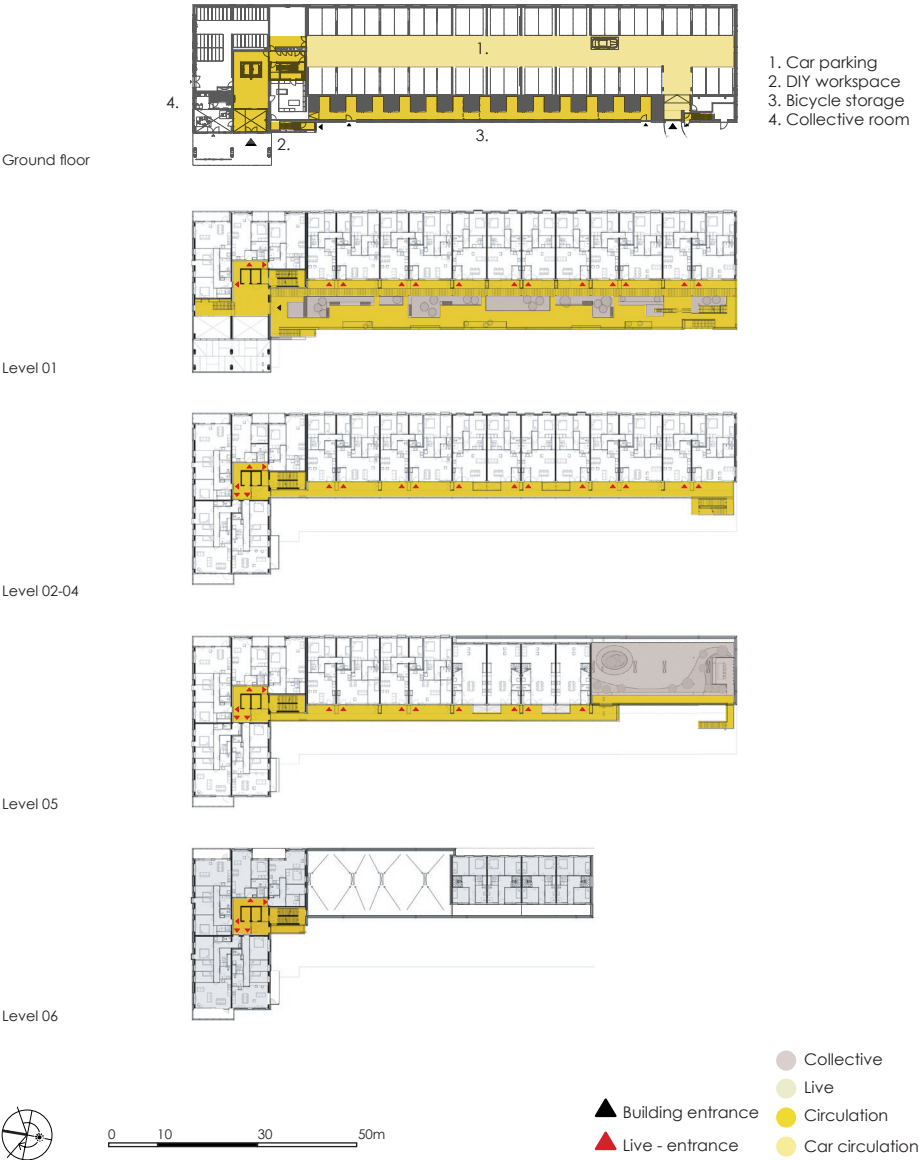 1.
1. Car parking
2. DIY workspace
3. Bicycle storage
4. Collective room
4.
3.
2.
Ground floor
Level 01
Level 02-04
Level 05
Level 06
Collective
Live
Building entrance
Circulation
0 10 30 50m
Live - entrance
Car circulation